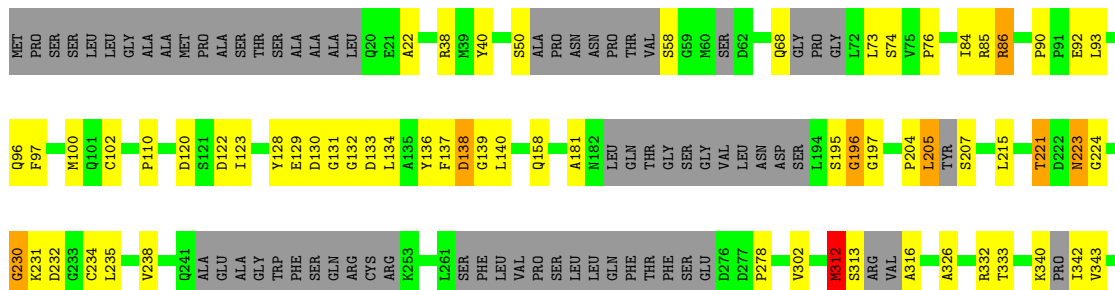 MET PRO SER SER LEU LEU GLY ALA ALA MET PRO ALA SER THR SER ALA ALA ALA LEU Q20 E21 A22 R38 M39 Y40 S50 ALA PRO ASN ASN PRO THR VAL S58 G59 M60 SER D62 Q68 GLY PRO GLY L72 L73 S74 V75 P76 I84 R85 R86 P90 P91 E92 L93
Q96 F97 M100 Q101 C102 P110 D120 S121 D122 I123 Y128 E129 D130 G131 G132 D133 L134 A135 Y136 F137 D138 G139 L140 Q158 A181 N182 LEU GLN THR GLY SER GLY VAL LEU ASN ASP SER L194 S195 G196 G197 P204 L205 TYR S207 L215 T221 D222 N223 G224
G230 K231 D232 G233 C234 L235 V238 Q241 ALA GLU ALA GLY TRP PHE SER GLN ARG CYS ARG K253 L261 SER PHE LEU VAL PRO SER LEU LEU GLN PHE THR PHE SER GLU D276 D277 P278 V302 M312 S313 ARG VAL A316 A326 R332 T333 K340 PRO I342 V343